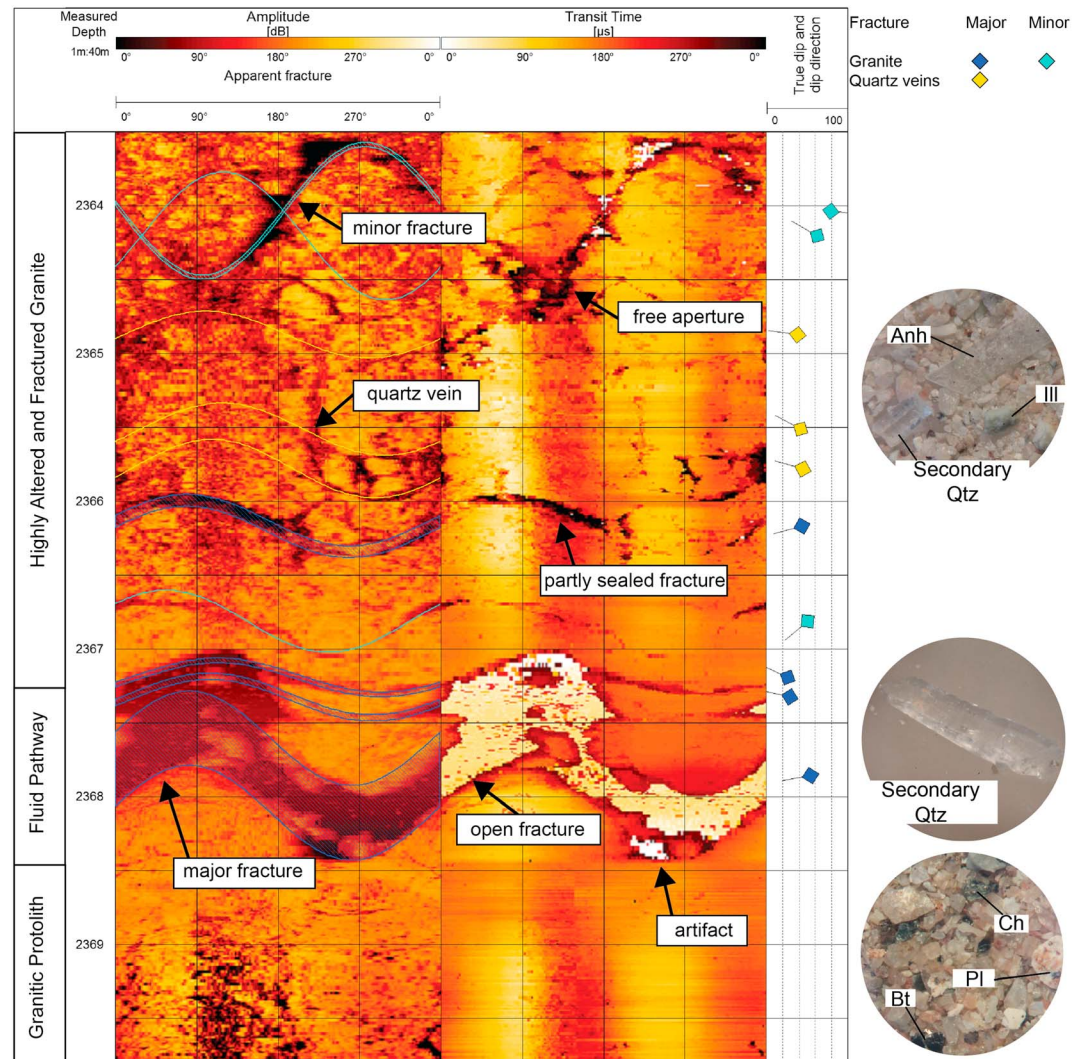 Measured
Depth
1m:40m
Amplitude
[dB]
0° 90° 180° 270° 0°
Apparent fracture
0° 90° 180° 270° 0°
Transit Time
[µs]
0° 90° 180° 270° 0°
True dip and
dip direction
0 100
Fracture Major Minor
Granite
Quartz veins
Highly Altered and Fractured Granite
Fluid Pathway
Granitic Protolith
2364
2365
2366
2367
2368
2369
minor fracture
free aperture
quartz vein
partly sealed fracture
open fracture
major fracture
artifact
Anh
Ill
Secondary
Qtz
Secondary
Qtz
Ch
Pl
Bt